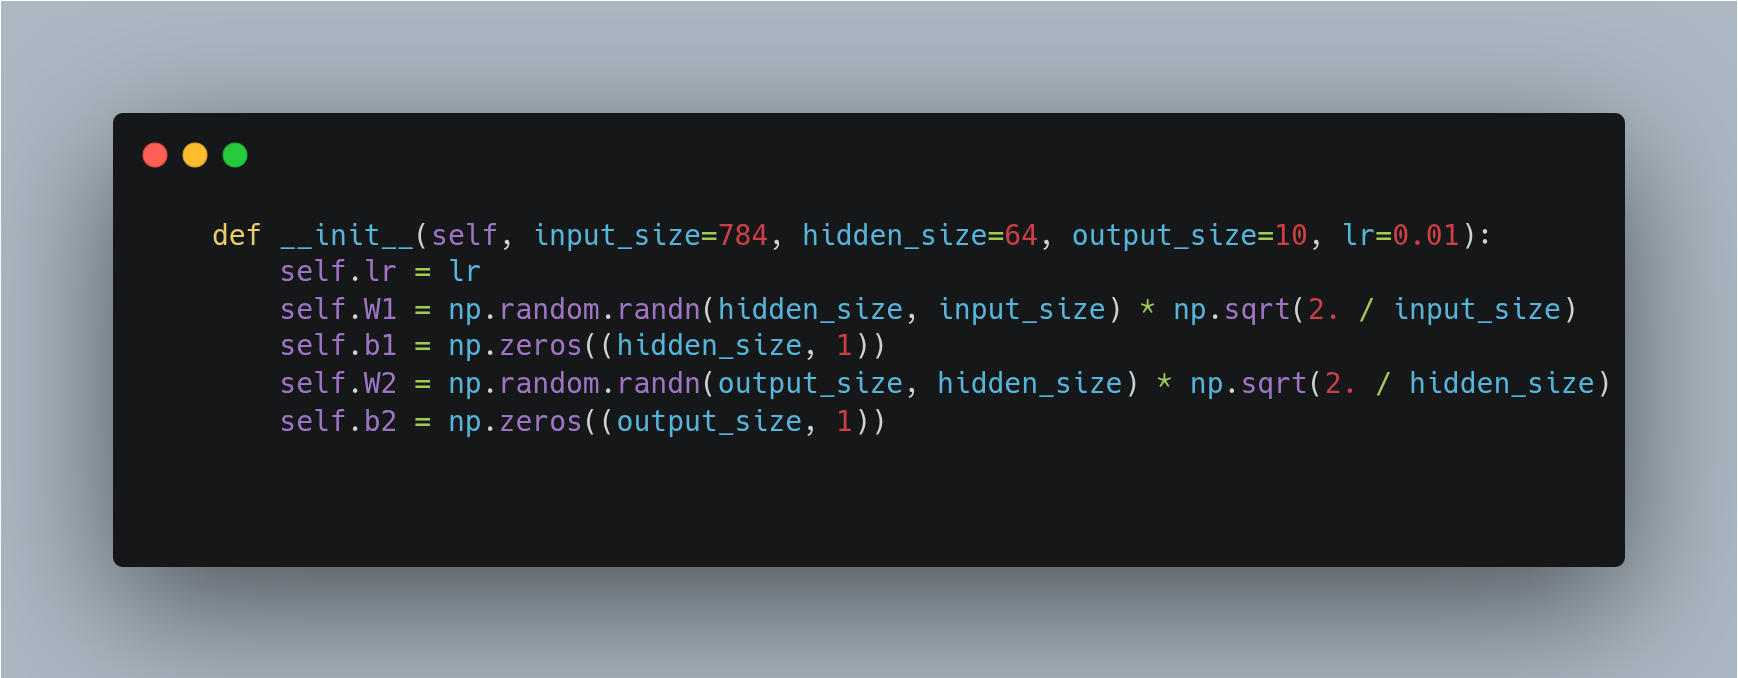 def __init__(self, input_size=784, hidden_size=64, output_size=10, lr=0.01):
    self.lr = lr
    self.W1 = np.random.randn(hidden_size, input_size) * np.sqrt(2. / input_size)
    self.b1 = np.zeros((hidden_size, 1))
    self.W2 = np.random.randn(output_size, hidden_size) * np.sqrt(2. / hidden_size)
    self.b2 = np.zeros((output_size, 1))